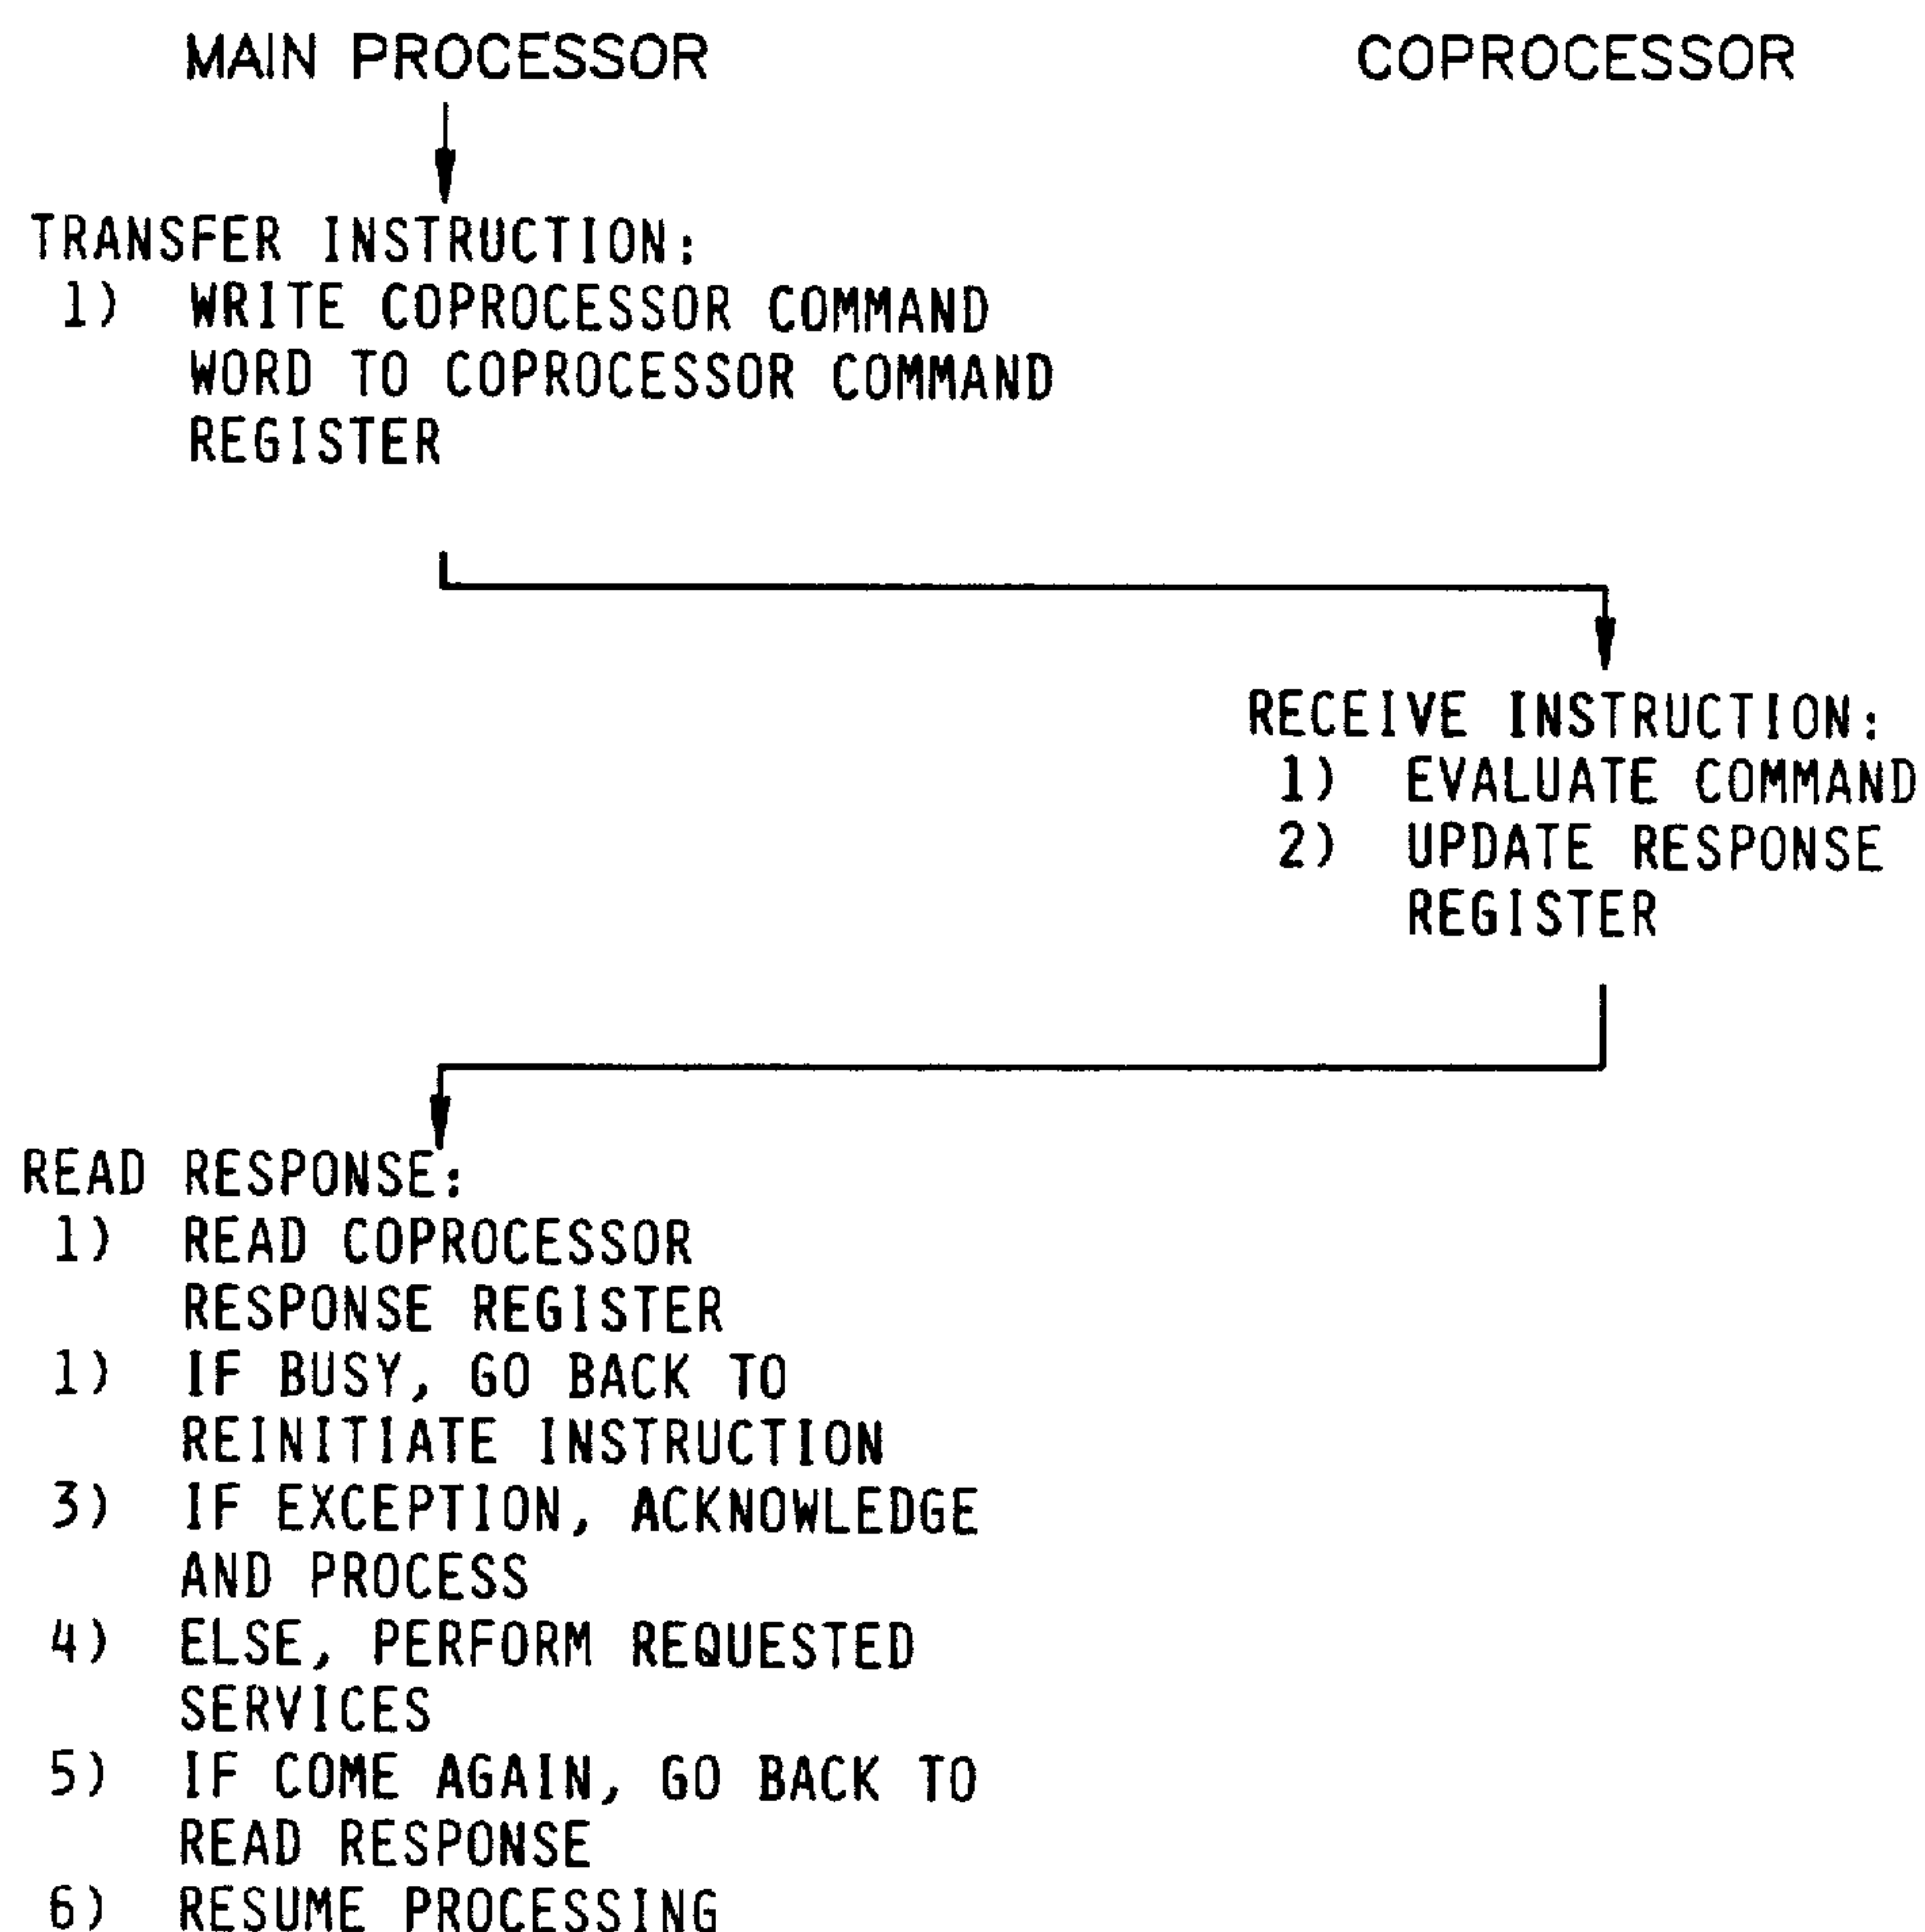 MAIN PROCESSOR
COPROCESSOR
TRANSFER INSTRUCTION:
1) WRITE COPROCESSOR COMMAND
WORD TO COPROCESSOR COMMAND
REGISTER
RECEIVE INSTRUCTION:
1) EVALUATE COMMAND
2) UPDATE RESPONSE
REGISTER
READ RESPONSE:
1) READ COPROCESSOR
RESPONSE REGISTER
1) IF BUSY, GO BACK TO
REINITIATE INSTRUCTION
3) IF EXCEPTION, ACKNOWLEDGE
AND PROCESS
4) ELSE, PERFORM REQUESTED
SERVICES
5) IF COME AGAIN, GO BACK TO
READ RESPONSE
6) RESUME PROCESSING